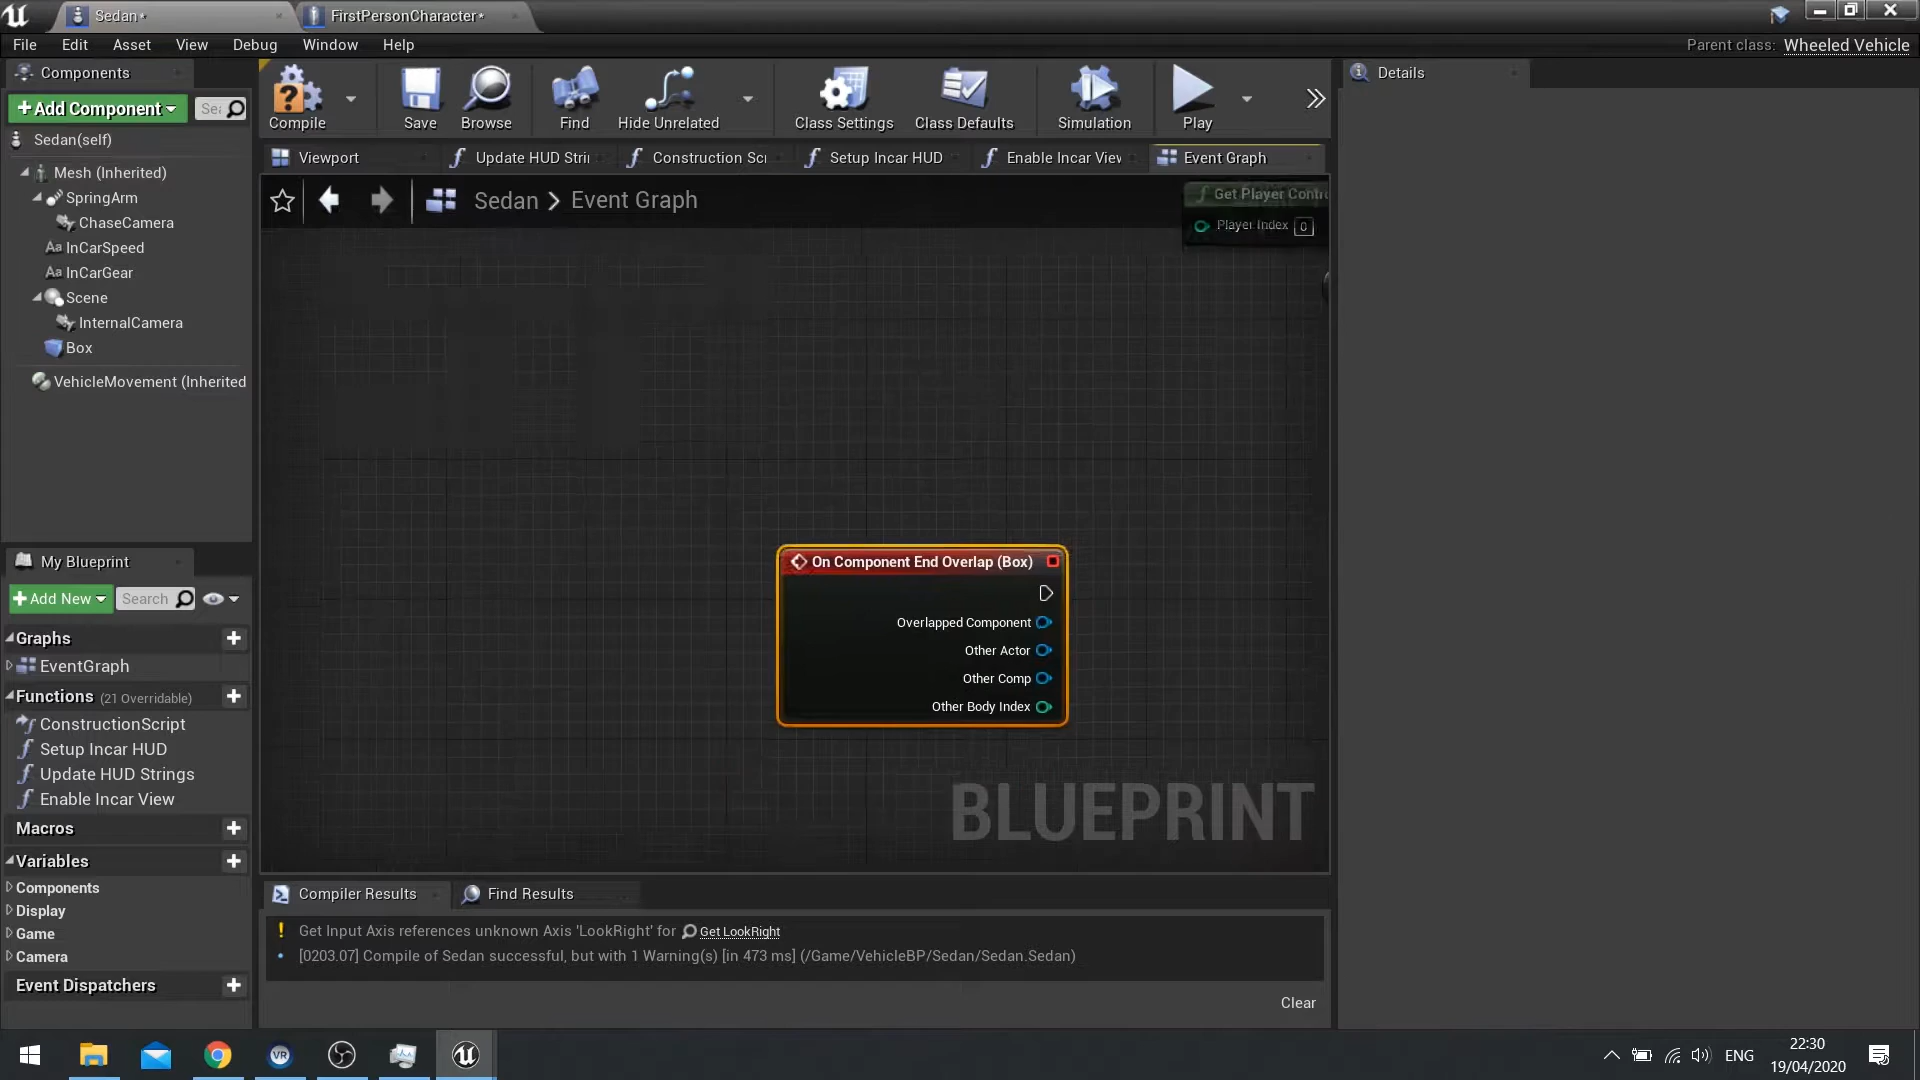 Sedan*
FirstPersonCharacter*
File
Edit
Asset
View
Debug
Window
Help
Parent class: Wheeled Vehicle
Components
+Add Component
Sea
Sedan(self)
Mesh (Inherited)
SpringArm
ChaseCamera
Aa InCarSpeed
Aa InCarGear
Scene
InternalCamera
Box
VehicleMovement (Inherited
Compile
Save
Browse
Find
Hide Unrelated
Class Settings
Class Defaults
Simulation
Play
Details
Viewport
Update HUD Stri
Construction Sc
Setup Incar HUD
Enable Incar View
Event Graph
Sedan > Event Graph
Get Player Contro
Player Index 0
On Component End Overlap (Box)
Overlapped Component
Other Actor
Other Comp
Other Body Index
BLUEPRINT
My Blueprint
+Add New
Search
Graphs
EventGraph
Functions (21 Overridable)
ConstructionScript
Setup Incar HUD
Update HUD Strings
Enable Incar View
Macros
Variables
Components
Display
Game
Camera
Event Dispatchers
Compiler Results
Find Results
! Get Input Axis references unknown Axis 'LookRight' for Get LookRight
• [0203.07] Compile of Sedan successful, but with 1 Warning(s) [in 473 ms] (/Game/VehicleBP/Sedan/Sedan.Sedan)
Clear
VR
ENG
22:30
19/04/2020